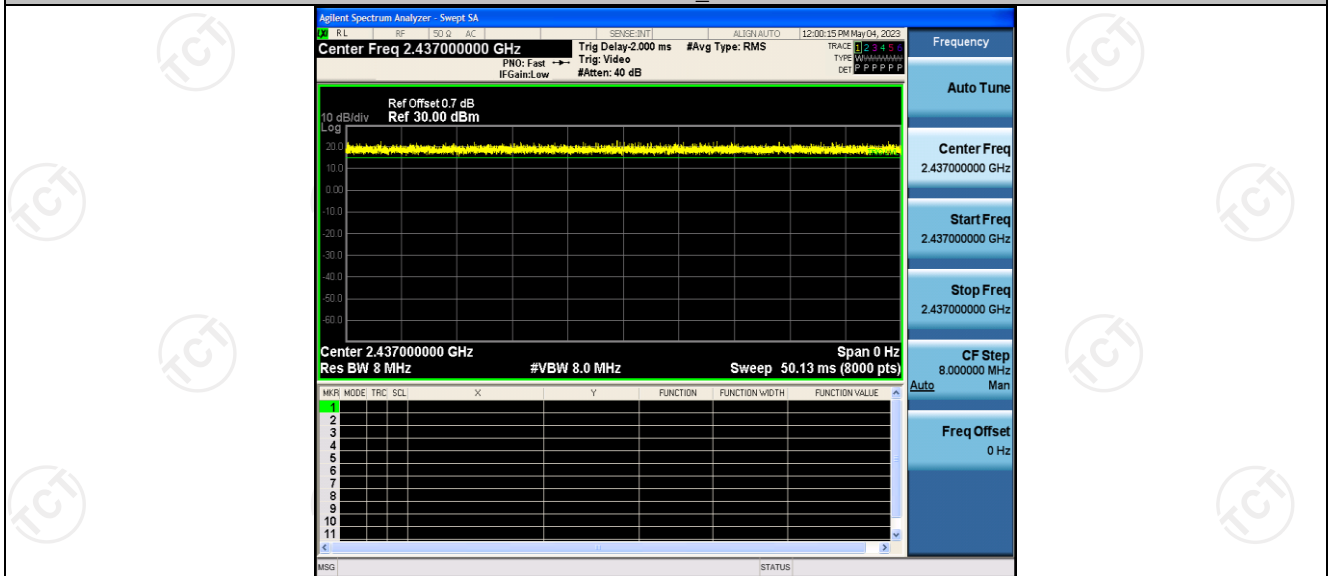 Agilent Spectrum Analyzer - Swept SA
RL RF 50 Ω AC SENSE:INT ALIGN AUTO 12:00:15 PM May 04, 2023
Center Freq 2.437000000 GHz
PNO: Fast
IFGain:Low
Trig Delay-2.000 ms
Trig: Video
#Atten: 40 dB
#Avg Type: RMS
TRACE 1 2 3 4 5 6
TYPE W
DET P P P P P P
Ref Offset 0.7 dB
10 dB/div Ref 30.00 dBm
Log
20.0
10.0
0.00
-10.0
-20.0
-30.0
-40.0
-50.0
-60.0
Center 2.437000000 GHz Span 0 Hz
Res BW 8 MHz #VBW 8.0 MHz Sweep 50.13 ms (8000 pts)
MKR MODE TRC SCL X Y FUNCTION FUNCTION WIDTH FUNCTION VALUE
1
2
3
4
5
6
7
8
9
10
11
MSG STATUS
Frequency
Auto Tune
Center Freq
2.437000000 GHz
Start Freq
2.437000000 GHz
Stop Freq
2.437000000 GHz
CF Step
8.000000 MHz
Auto Man
Freq Offset
0 Hz
TCT
TCT
TCT
TCT
TCT
TCT
TCT
TCT